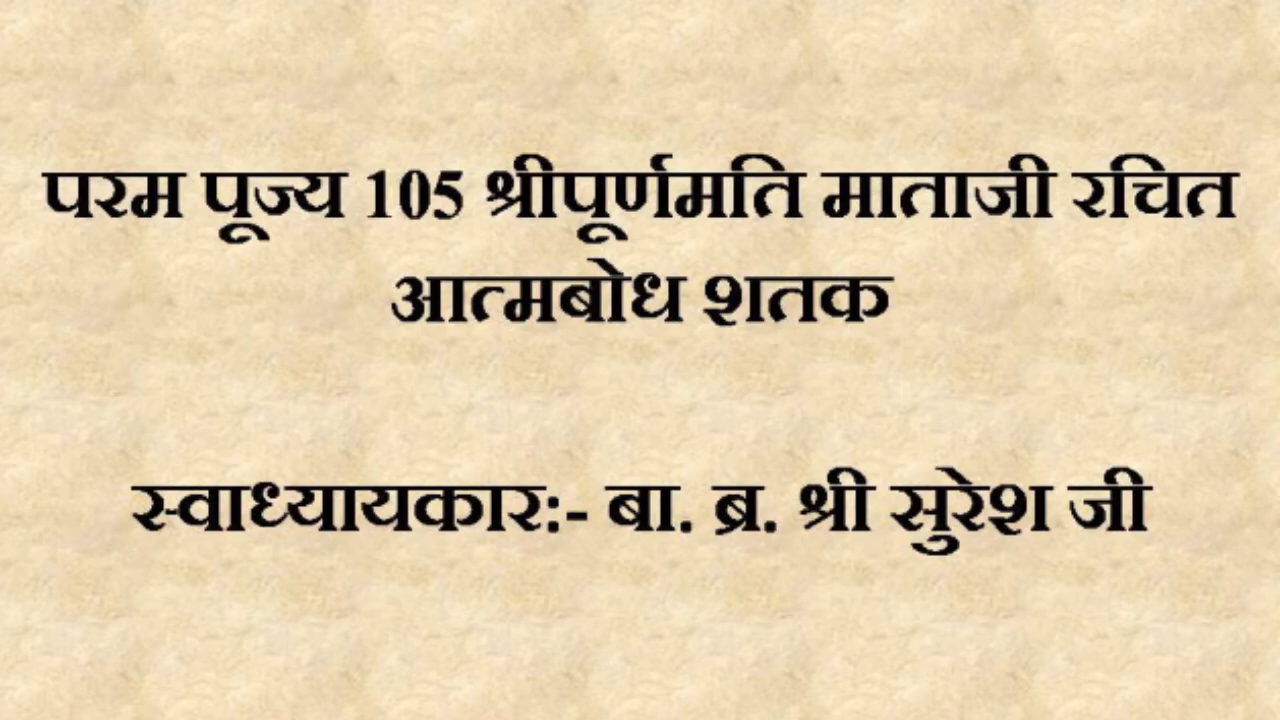 परम पूज्य 105 श्रीपूर्णमति माताजी रचित
आत्मबोध शतक
स्वाध्यायकार:- बा. ब्र. श्री सुरेश जी